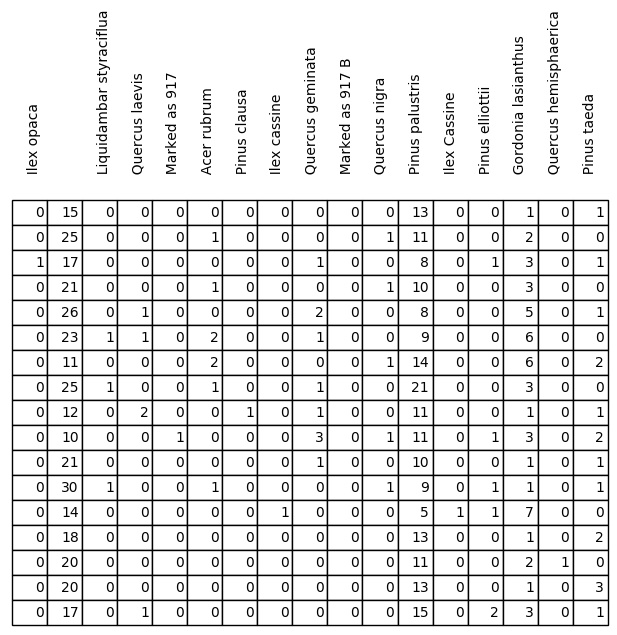 Ilex opaca
Liquidambar styraciflua
Quercus laevis
Marked as 917
Acer rubrum
Pinus clausa
Ilex cassine
Quercus geminata
Marked as 917 B
Quercus nigra
Pinus palustris
Ilex Cassine
Pinus elliottii
Gordonia lasianthus
Quercus hemisphaerica
Pinus taeda
0 15 0 0 0 0 0 0 0 0 0 13 0 0 1 0 1
0 25 0 0 0 1 0 0 0 0 1 11 0 0 2 0 0
1 17 0 0 0 0 0 0 1 0 0 8 0 1 3 0 1
0 21 0 0 0 1 0 0 0 0 1 10 0 0 3 0 0
0 26 0 1 0 0 0 0 2 0 0 8 0 0 5 0 1
0 23 1 1 0 2 0 0 1 0 0 9 0 0 6 0 0
0 11 0 0 0 2 0 0 0 0 1 14 0 0 6 0 2
0 25 1 0 0 1 0 0 1 0 0 21 0 0 3 0 0
0 12 0 2 0 0 1 0 1 0 0 11 0 0 1 0 1
0 10 0 0 1 0 0 0 3 0 1 11 0 1 3 0 2
0 21 0 0 0 0 0 0 1 0 0 10 0 0 1 0 1
0 30 1 0 0 1 0 0 0 0 1 9 0 1 1 0 1
0 14 0 0 0 0 0 1 0 0 0 5 1 1 7 0 0
0 18 0 0 0 0 0 0 0 0 0 13 0 0 1 0 2
0 20 0 0 0 0 0 0 0 0 0 11 0 0 2 1 0
0 20 0 0 0 0 0 0 0 0 0 13 0 0 1 0 3
0 17 0 1 0 0 0 0 0 0 0 15 0 2 3 0 1